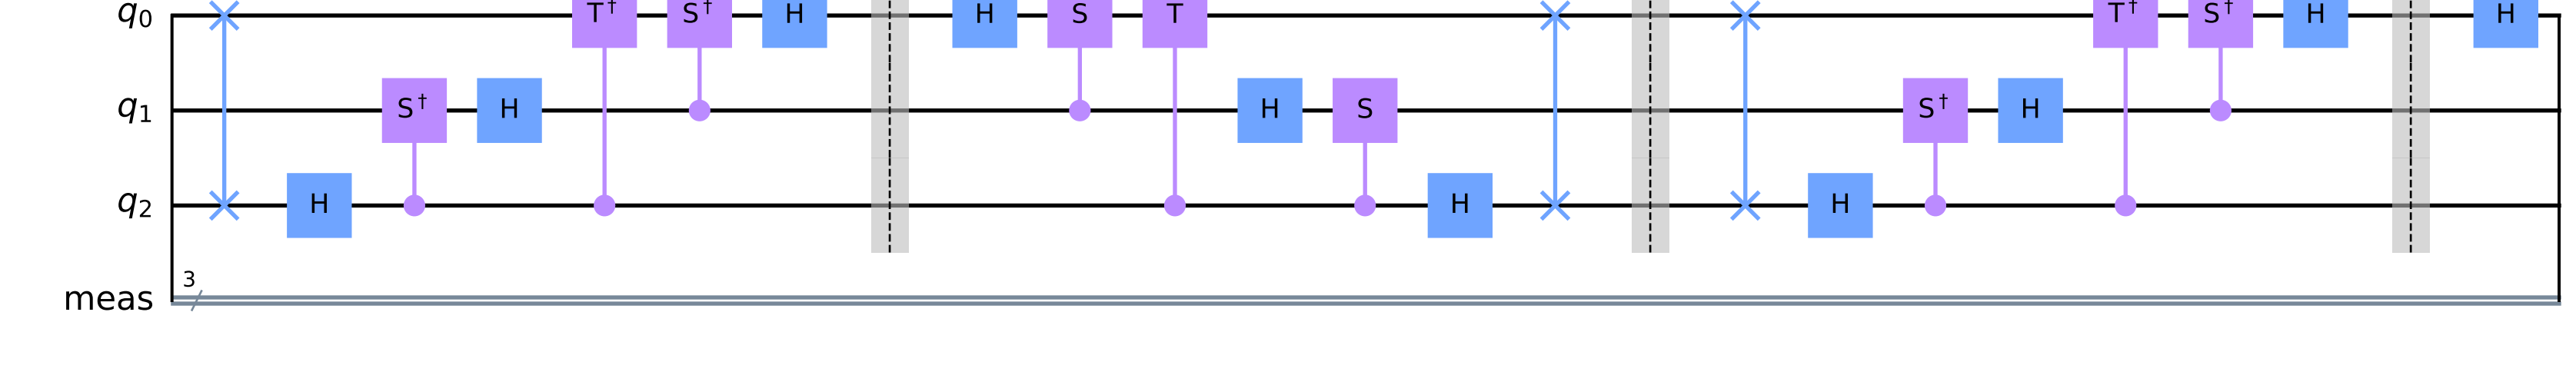 q0 T† S† H H S T T† S† H H
q1 S† H H S S† H
q2 H H H
3
meas